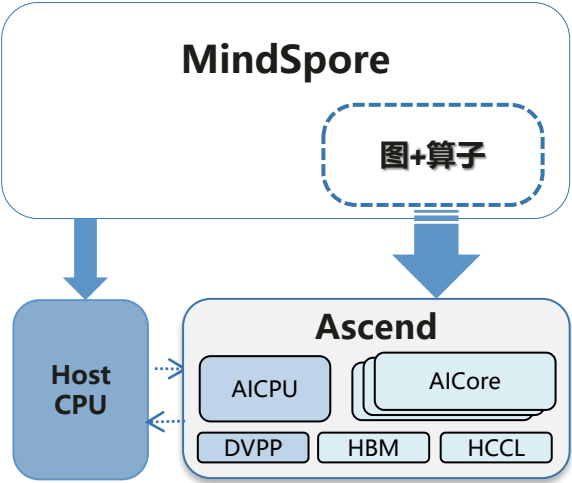 MindSpore
图+算子
Host
CPU
Ascend
AICPU
AICore
DVPP
HBM
HCCL